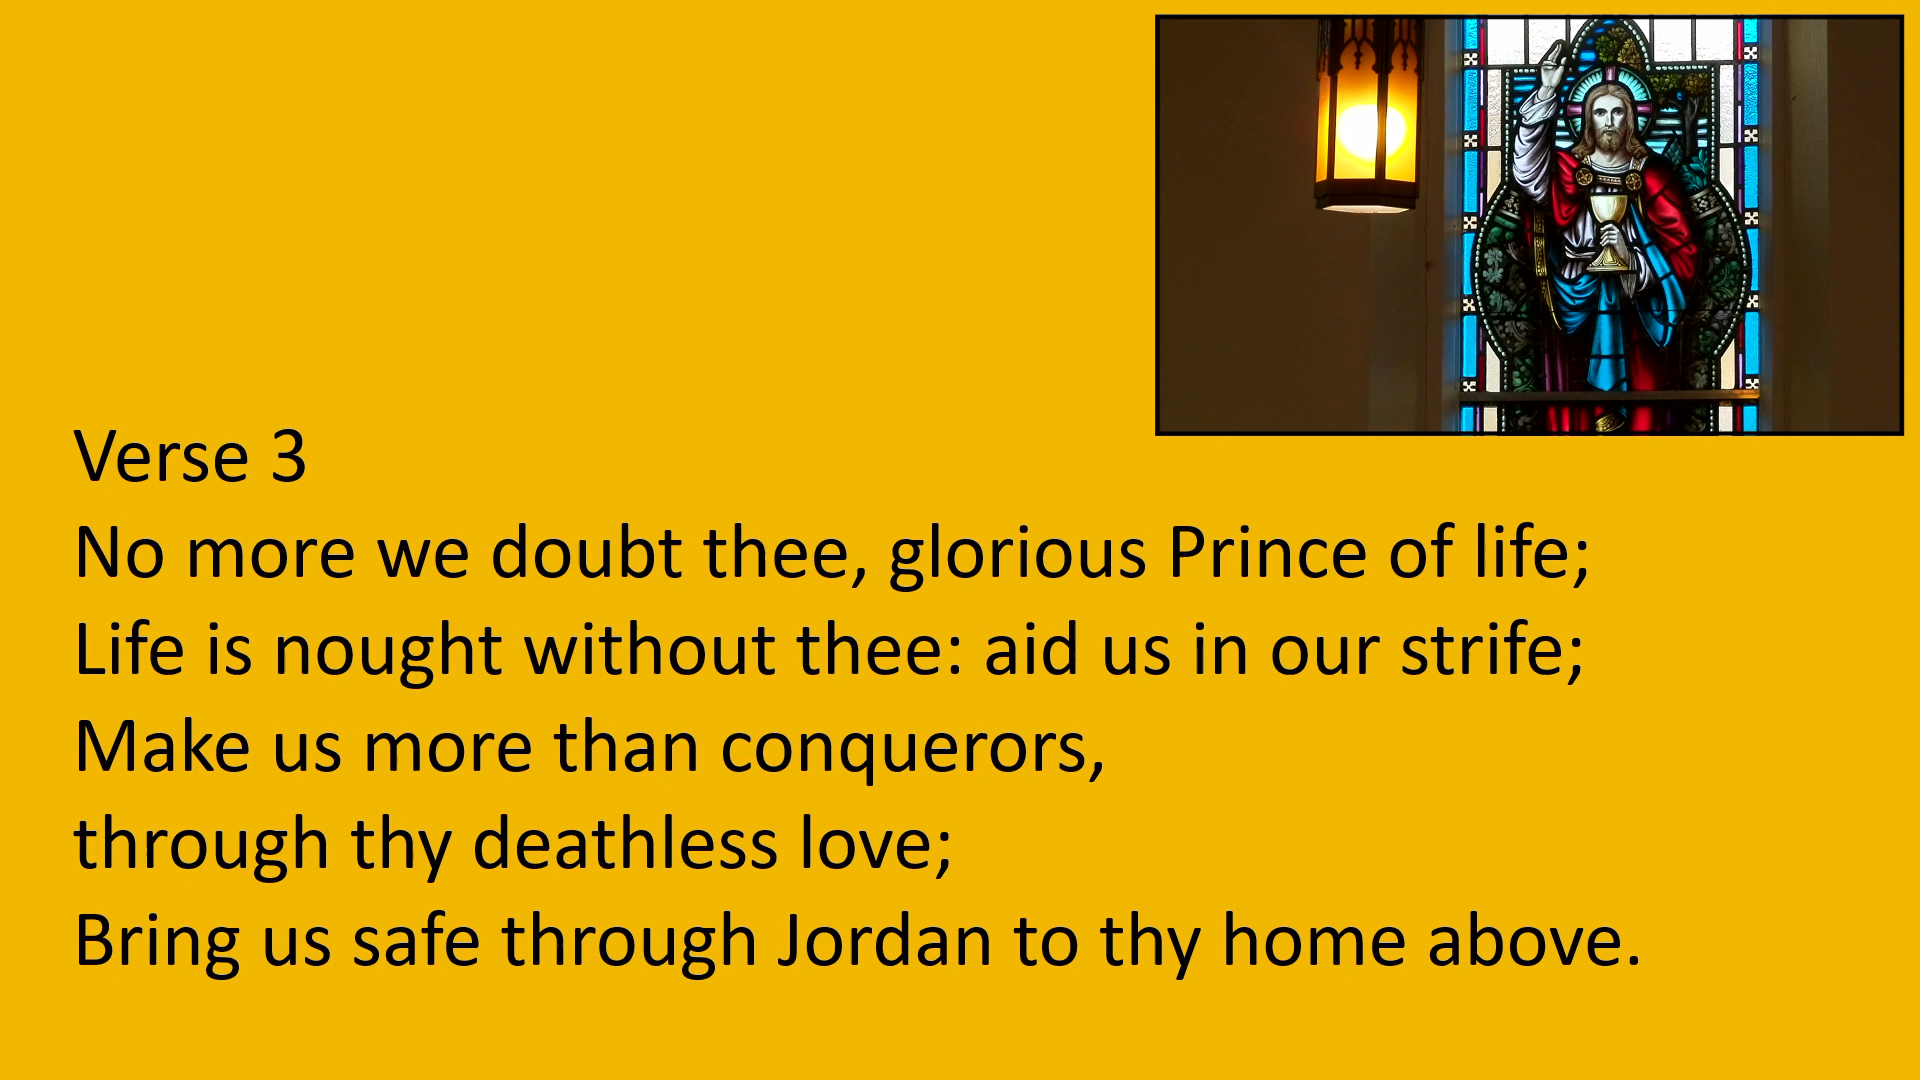 Verse 3
No more we doubt thee, glorious Prince of life;
Life is nought without thee: aid us in our strife;
Make us more than conquerors,
through thy deathless love;
Bring us safe through Jordan to thy home above.